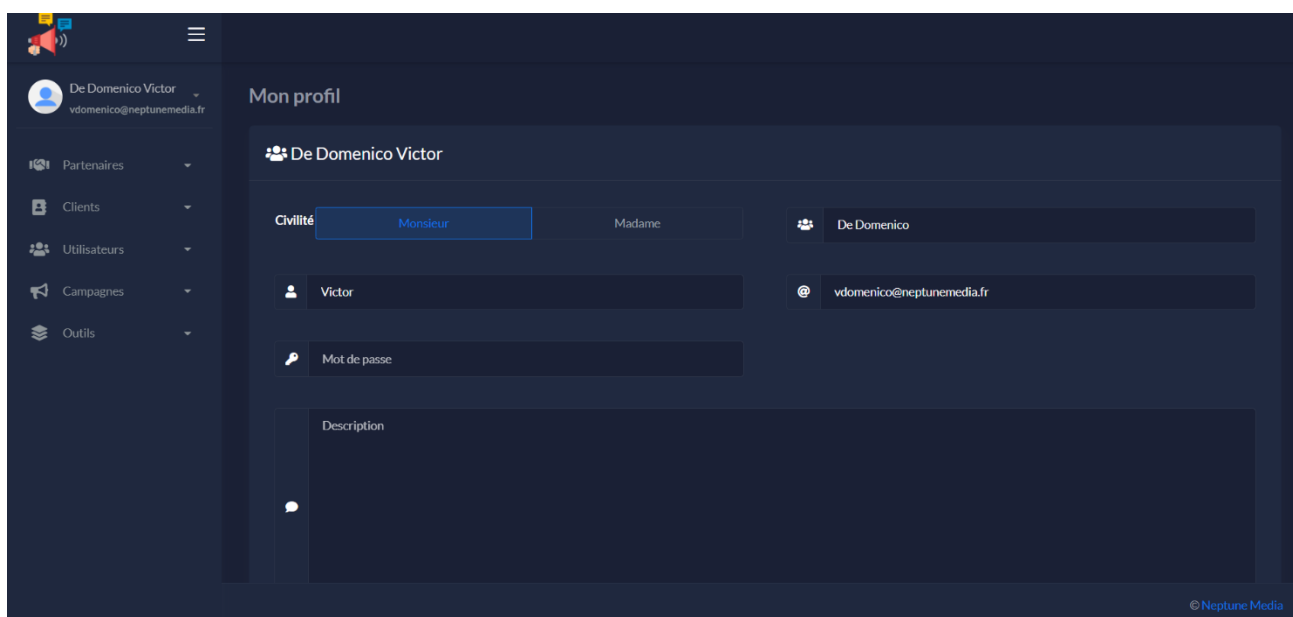 De Domenico Victor
vdomenico@neptunemedia.fr
Partenaires
Clients
Utilisateurs
Campagnes
Outils
Mon profil
De Domenico Victor
Civilité Monsieur Madame
De Domenico
Victor
vdomenico@neptunemedia.fr
Mot de passe
Description
© Neptune Media